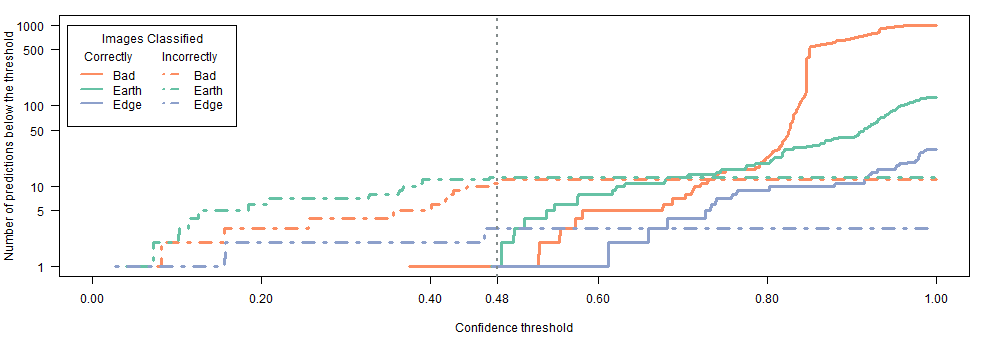 Images Classified
Correctly Incorrectly
Bad Bad
Earth Earth
Edge Edge
Number of predictions below the threshold
1000
500
100
50
10
5
1
0.00 0.20 0.40 0.48 0.60 0.80 1.00
Confidence threshold